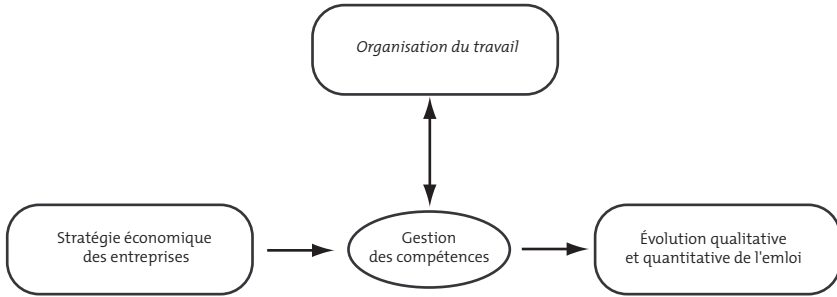 Organisation du travail
Stratégie économique
des entreprises
Gestion
des compétences
Évolution qualitative
et quantitative de l'emloi